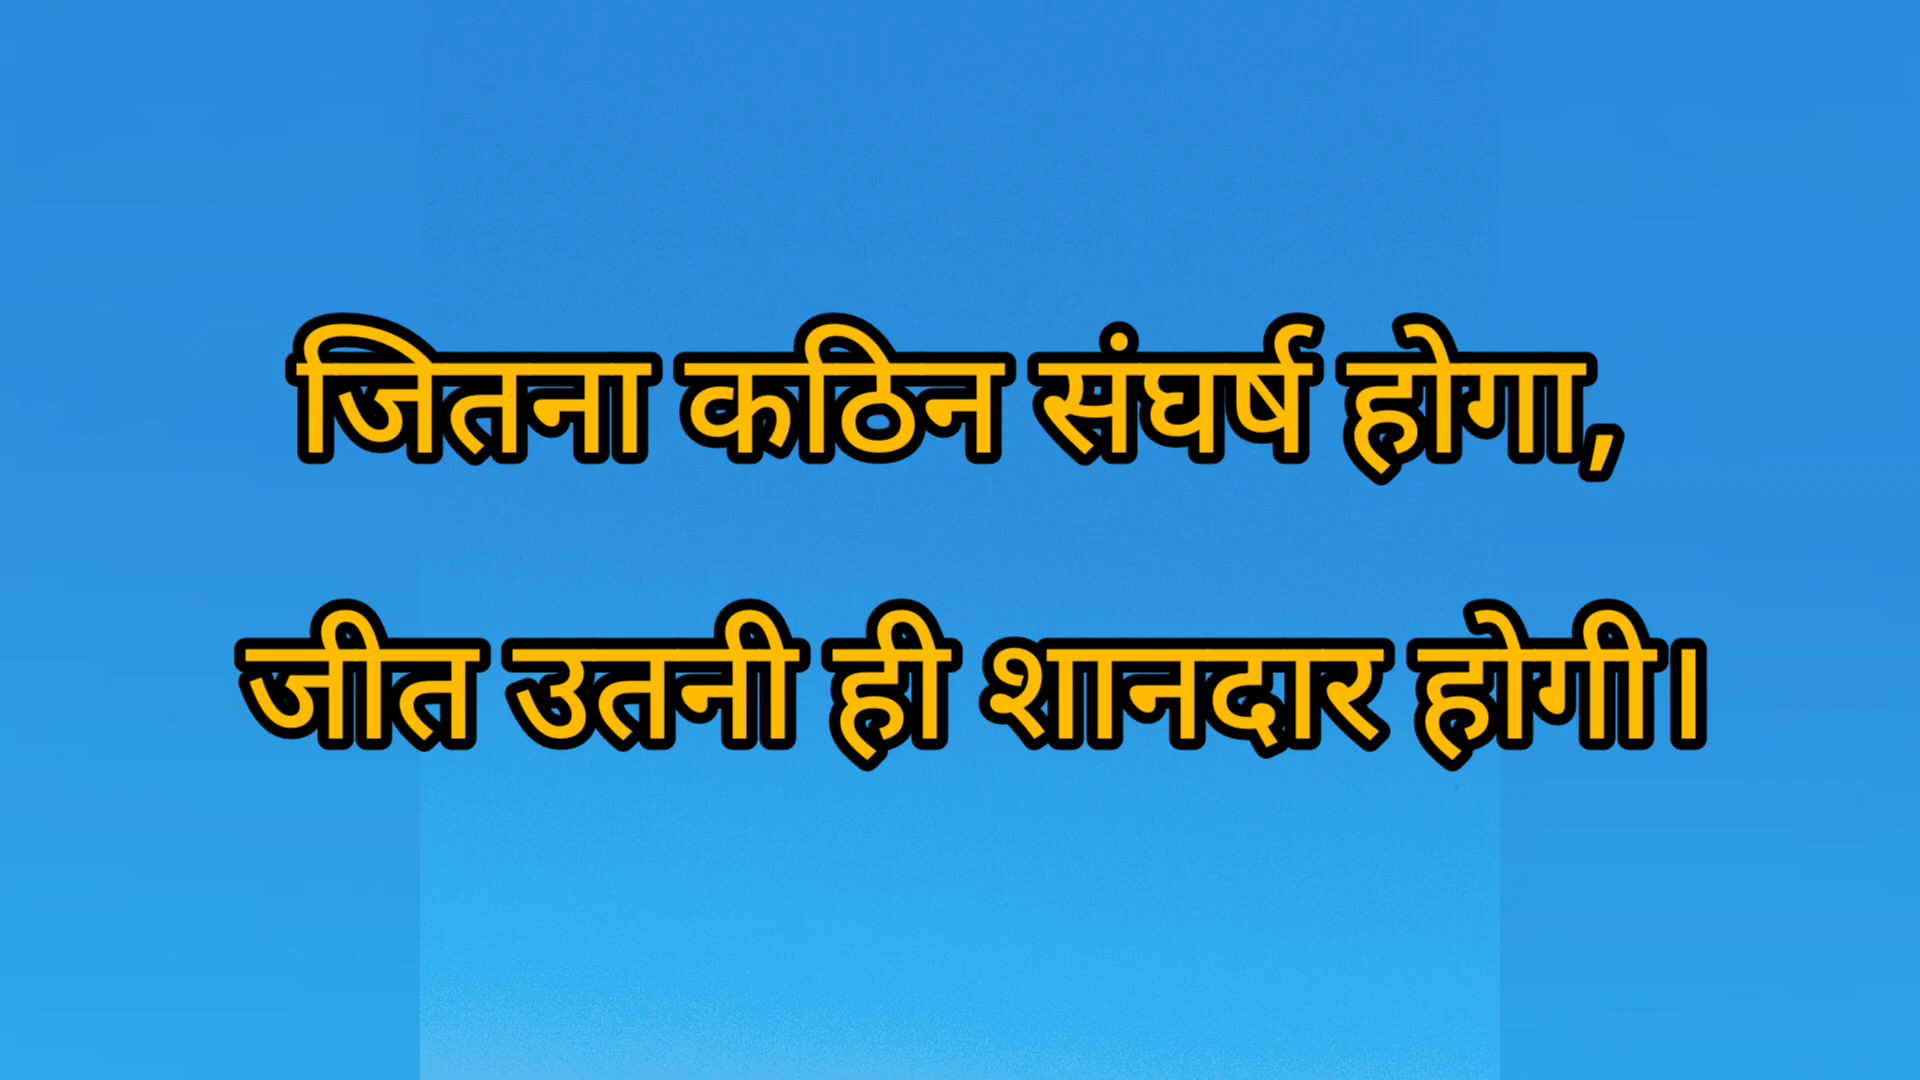 जितना कठिन संघर्ष होगा,
जीत उतनी ही शानदार होगी।